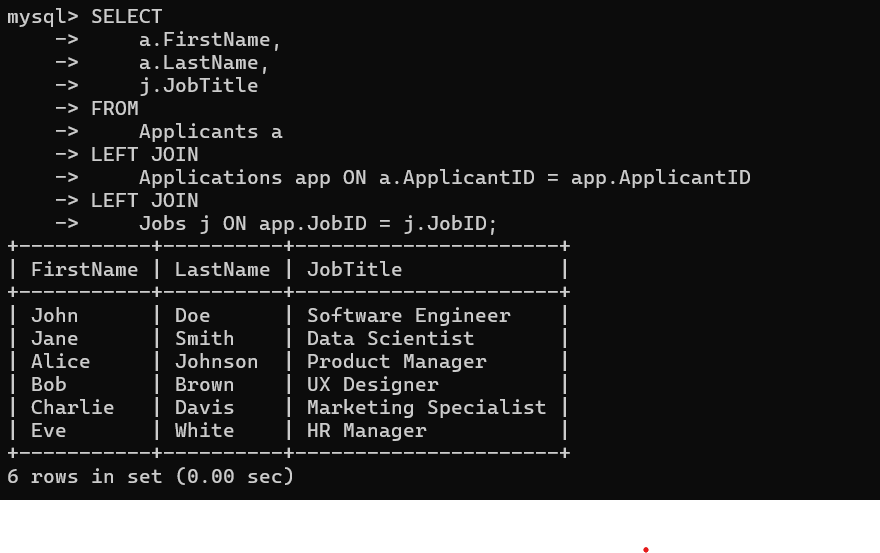 mysql> SELECT
    ->     a.FirstName,
    ->     a.LastName,
    ->     j.JobTitle
    -> FROM
    ->     Applicants a
    -> LEFT JOIN
    ->     Applications app ON a.ApplicantID = app.ApplicantID
    -> LEFT JOIN
    ->     Jobs j ON app.JobID = j.JobID;
+-----------+----------+----------------------+
| FirstName | LastName | JobTitle             |
+-----------+----------+----------------------+
| John      | Doe      | Software Engineer    |
| Jane      | Smith    | Data Scientist       |
| Alice     | Johnson  | Product Manager      |
| Bob       | Brown    | UX Designer          |
| Charlie   | Davis    | Marketing Specialist |
| Eve       | White    | HR Manager           |
+-----------+----------+----------------------+
6 rows in set (0.00 sec)